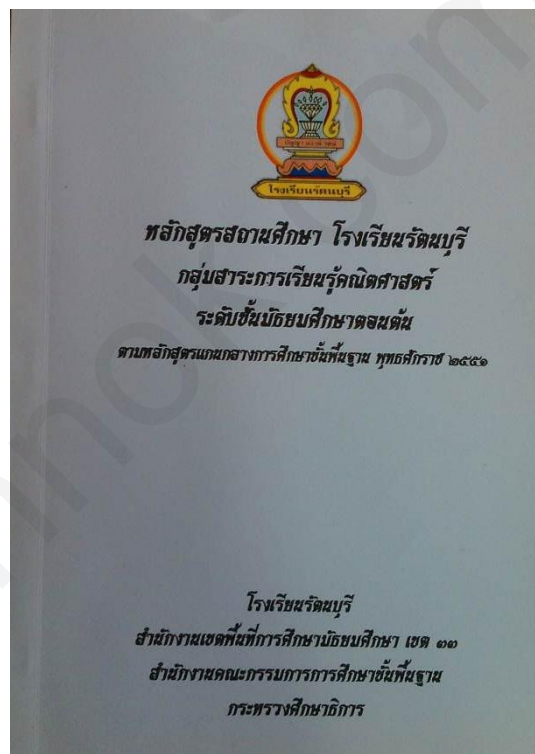 โรงเรียนรัตนบุรี
หลักสูตรสถานศึกษา โรงเรียนรัตนบุรี
กลุ่มสาระการเรียนรู้คณิตศาสตร์
ระดับชั้นมัธยมศึกษาตอนต้น
ตามหลักสูตรแกนกลางการศึกษาขั้นพื้นฐาน พุทธศักราช ๒๕๕๑
โรงเรียนรัตนบุรี
สำนักงานเขตพื้นที่การศึกษามัธยมศึกษา เขต ๓๓
สำนักงานคณะกรรมการการศึกษาขั้นพื้นฐาน
กระทรวงศึกษาธิการ